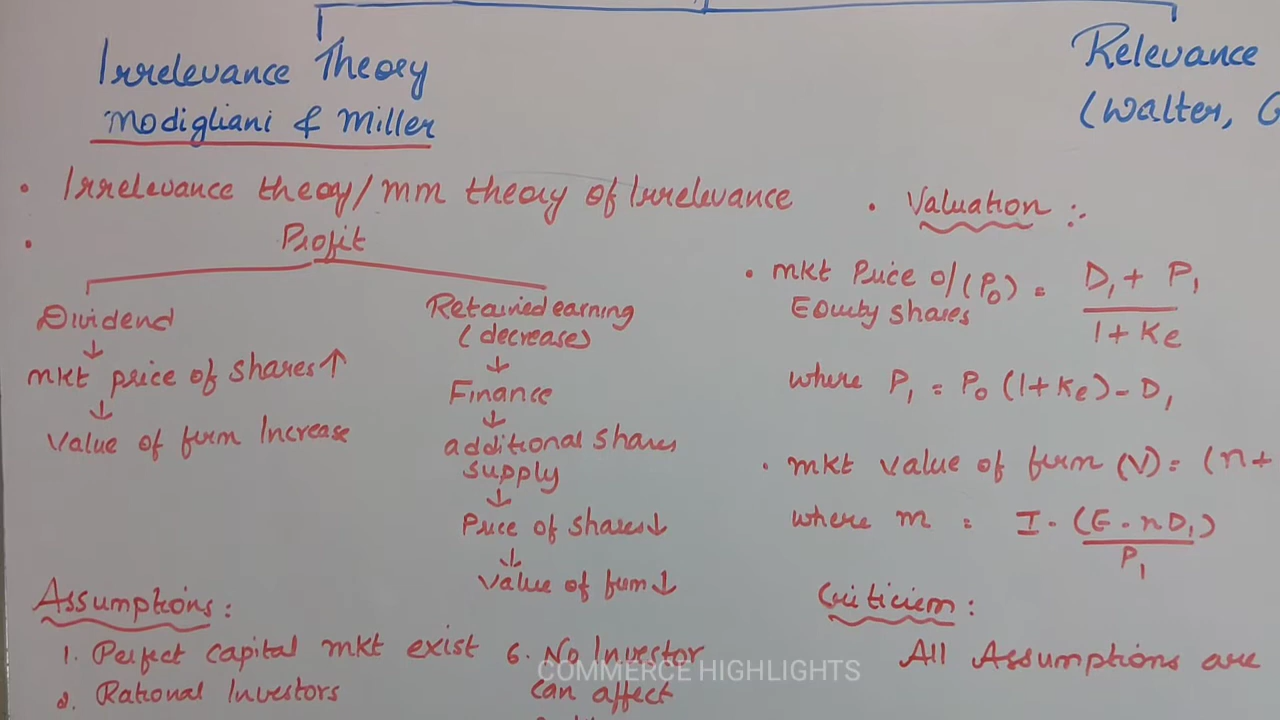 Irrelevance Theory
Modigliani & Miller
Relevance
(Walter, G
• Irrelevance theory/MM theory of Irrelevance
• Profit
Dividend
↓
mkt price of shares↑
↓
Value of firm Increase
Retained earning
(decrease)
↓
Finance
↓
additional shares
supply
↓
Price of shares↓
↓
Value of firm↓
• Valuation :-
• mkt Price of (P₀) = D₁ + P₁
Equity shares
1 + Ke
where P₁ = P₀ (1+Ke) - D₁
• mkt value of firm (V) = (n+
where m = I - (E - nD₁)
P₁
Assumptions :
1. Perfect capital mkt exist
2. Rational Investors
6. No Investor
can affect
Criticism :
All Assumptions are
COMMERCE HIGHLIGHTS